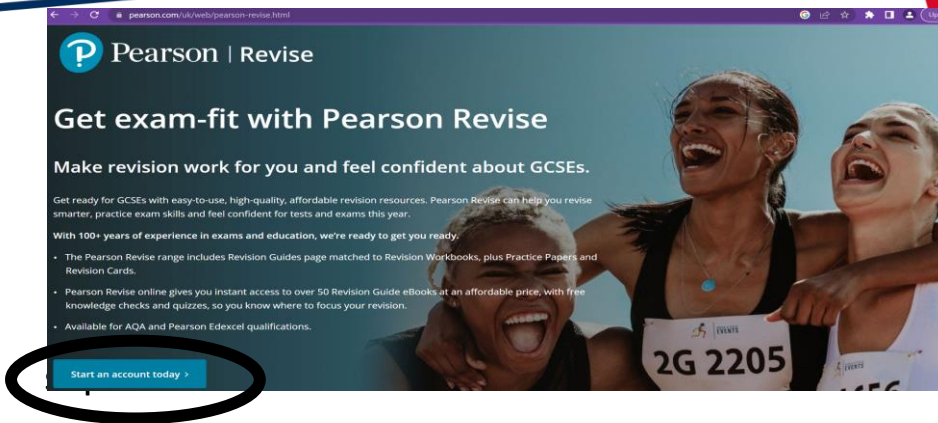 pearson.com/uk/web/pearson-revise.html
Pearson | Revise
Get exam-fit with Pearson Revise
Make revision work for you and feel confident about GCSEs.
Get ready for GCSEs with easy-to-use, high-quality, affordable revision resources. Pearson Revise can help you revise
smarter, practice exam skills and feel confident for tests and exams this year.
With 100+ years of experience in exams and education, we're ready to get you ready.
• The Pearson Revise range includes Revision Guides page matched to Revision Workbooks, plus Practice Papers and
Revision Cards.
• Pearson Revise online gives you instant access to over 50 Revision Guide eBooks at an affordable price, with free
knowledge checks and quizzes, so you know where to focus your revision.
• Available for AQA and Pearson Edexcel qualifications.
Start an account today >
EVENTS
2G 2205
EVENTS